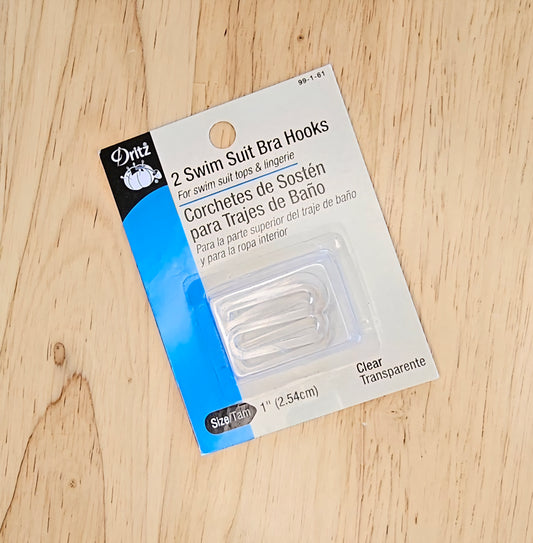 99-1-61
Dritz
2 Swim Suit Bra Hooks
For swim suit tops & lingerie
Corchetes de Sostén
para Trajes de Baño
Para la parte superior del traje de baño
y para la ropa interior
Clear
Transparente
Size/Tam 1" (2.54cm)